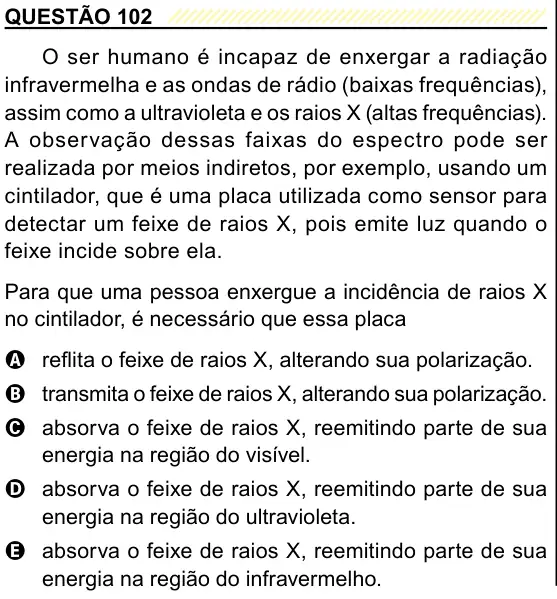 QUESTÃO 102
O ser humano é incapaz de enxergar a radiação
infravermelha e as ondas de rádio (baixas frequências),
assim como a ultravioleta e os raios X (altas frequências).
A observação dessas faixas do espectro pode ser
realizada por meios indiretos, por exemplo, usando um
cintilador, que é uma placa utilizada como sensor para
detectar um feixe de raios X, pois emite luz quando o
feixe incide sobre ela.
Para que uma pessoa enxergue a incidência de raios X
no cintilador, é necessário que essa placa
A reflita o feixe de raios X, alterando sua polarização.
B transmita o feixe de raios X, alterando sua polarização.
C absorva o feixe de raios X, reemitindo parte de sua
energia na região do visível.
D absorva o feixe de raios X, reemitindo parte de sua
energia na região do ultravioleta.
E absorva o feixe de raios X, reemitindo parte de sua
energia na região do infravermelho.